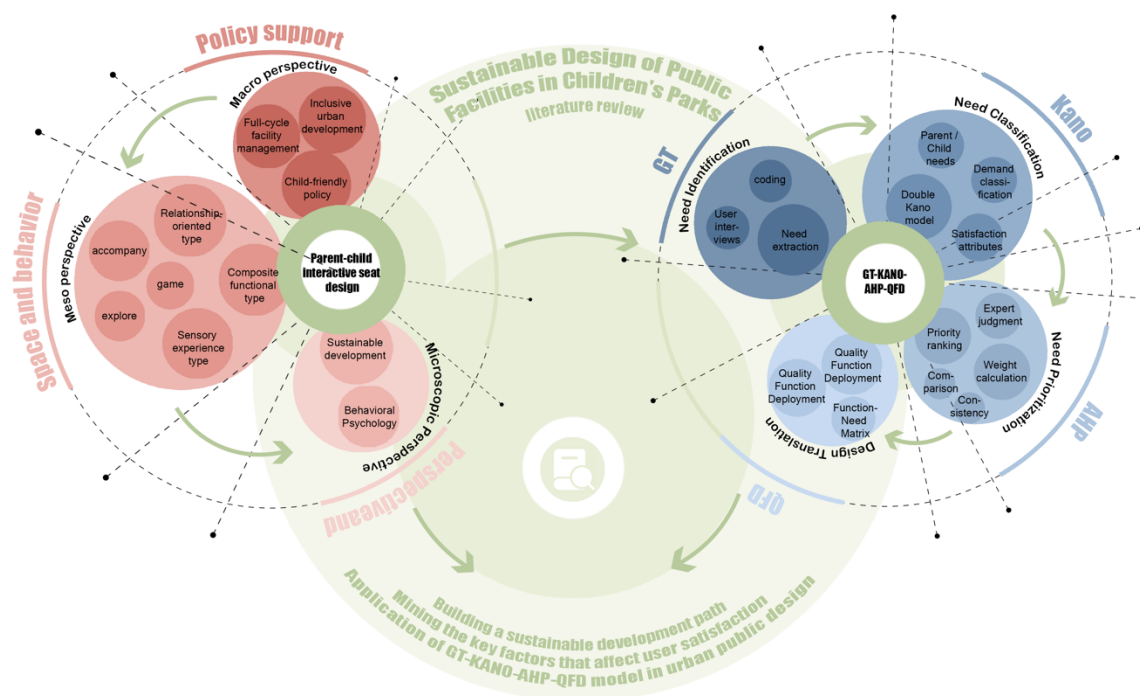 Policy support
Macro perspective
Full-cycle
facility
management
Inclusive
urban
development
Child-friendly
policy
Space and behavior
Meso perspective
Relationship-
oriented
type
accompany
game
Composite
functional
type
explore
Sensory
experience
type
Parent-child
interactive seat
design
Sustainable
development
Behavioral
Psychology
Microscopic Perspective
Perspectiveand
Sustainable Design of Public
Facilities in Children's Parks
literature review
GT
Need Identification
coding
User
inter-
views
Need
extraction
Kano
Need Classification
Parent /
Child
needs
Demand
classi-
fication
Double
Kano
model
Satisfaction
attributes
GT-KANO-
AHP-QFD
AHP
Need Prioritization
Expert
judgment
Priority
ranking
Weight
calculation
Com-
parison
Con-
sistency
QFD
Design Translation
Quality
Function
Deployment
Quality
Function
Deployment
Function-
Need
Matrix
Building a sustainable development path
Mining the key factors that affect user satisfaction
Application of GT-KANO-AHP-QFD model in urban public design